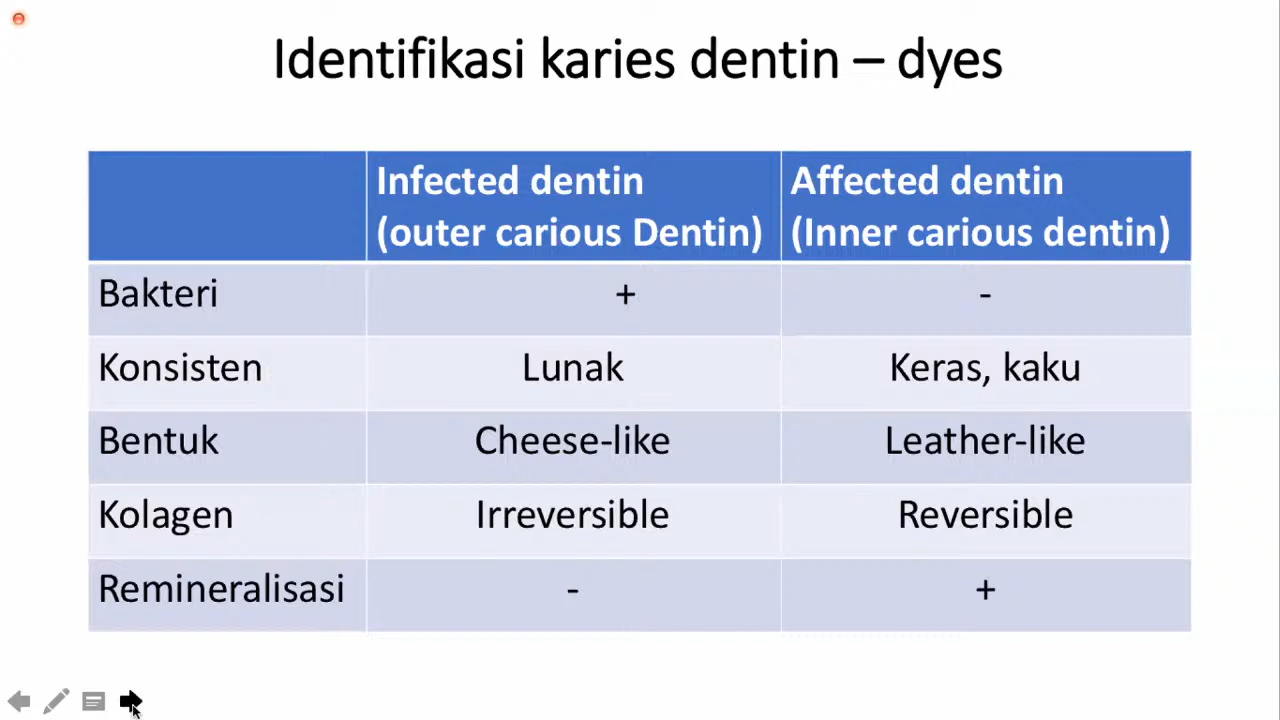 Identifikasi karies dentin – dyes
Infected dentin
(outer carious Dentin)
Affected dentin
(Inner carious dentin)
Bakteri + -
Konsisten Lunak Keras, kaku
Bentuk Cheese-like Leather-like
Kolagen Irreversible Reversible
Remineralisasi - +